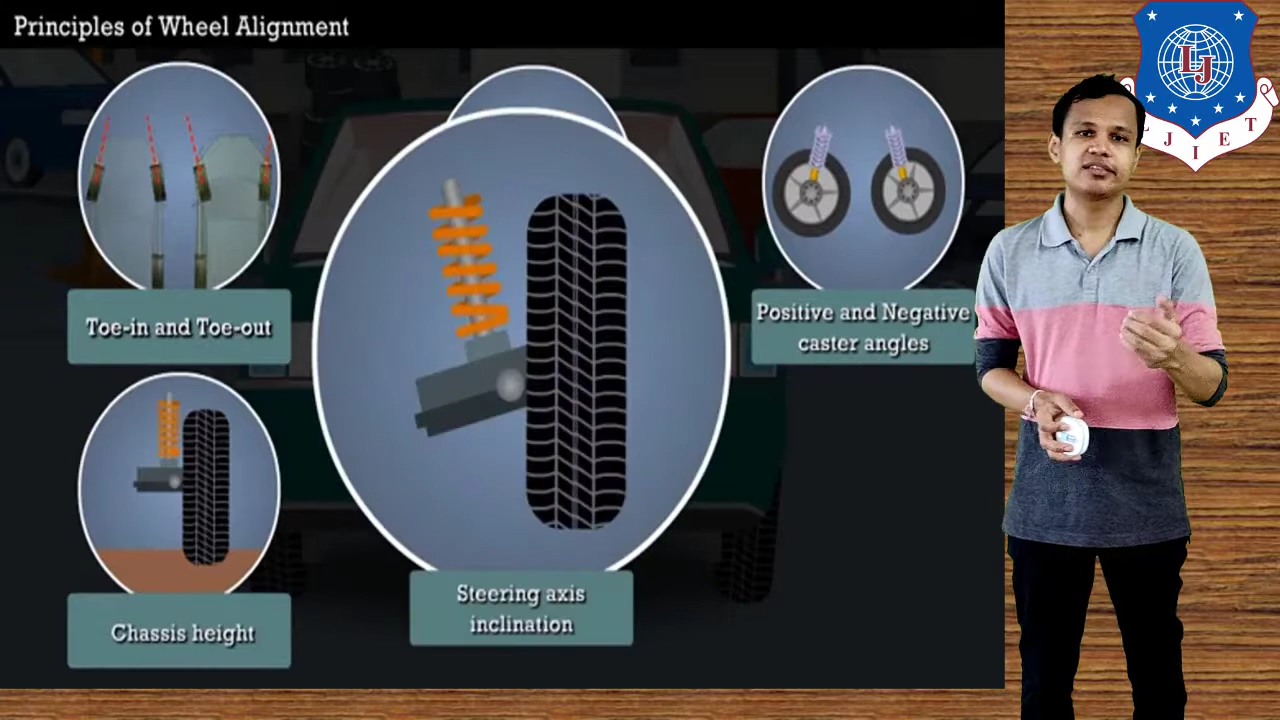 Principles of Wheel Alignment
Toe-in and Toe-out
Positive and Negative
caster angles
Chassis height
Steering axis
inclination
LJ
L J I E T